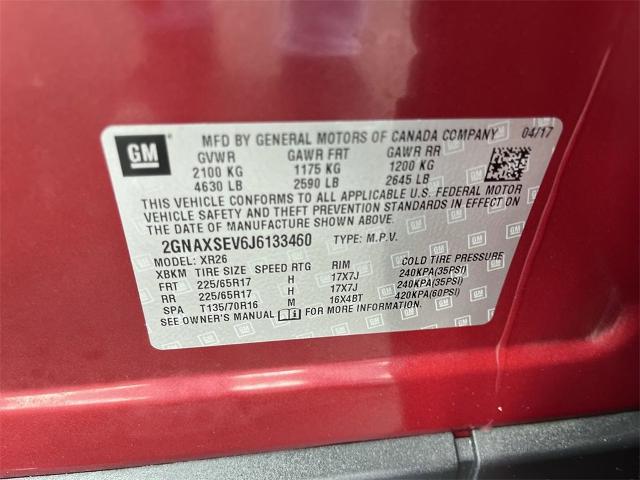 GM
MFD BY GENERAL MOTORS OF CANADA COMPANY 04/17
GVWR GAWR FRT GAWR RR
2100 KG 1175 KG 1200 KG
4630 LB 2590 LB 2645 LB
THIS VEHICLE CONFORMS TO ALL APPLICABLE U.S. FEDERAL MOTOR
VEHICLE SAFETY AND THEFT PREVENTION STANDARDS IN EFFECT ON
THE DATE OF MANUFACTURE SHOWN ABOVE.
2GNAXSEV6J6133460 TYPE: M.P.V.
MODEL: XR26
XBKM TIRE SIZE SPEED RTG RIM COLD TIRE PRESSURE
FRT 225/65R17 H 17X7J 240KPA(35PSI)
RR 225/65R17 H 17X7J 240KPA(35PSI)
SPA T135/70R16 M 16X4BT 420KPA(60PSI)
SEE OWNER'S MANUAL FOR MORE INFORMATION.